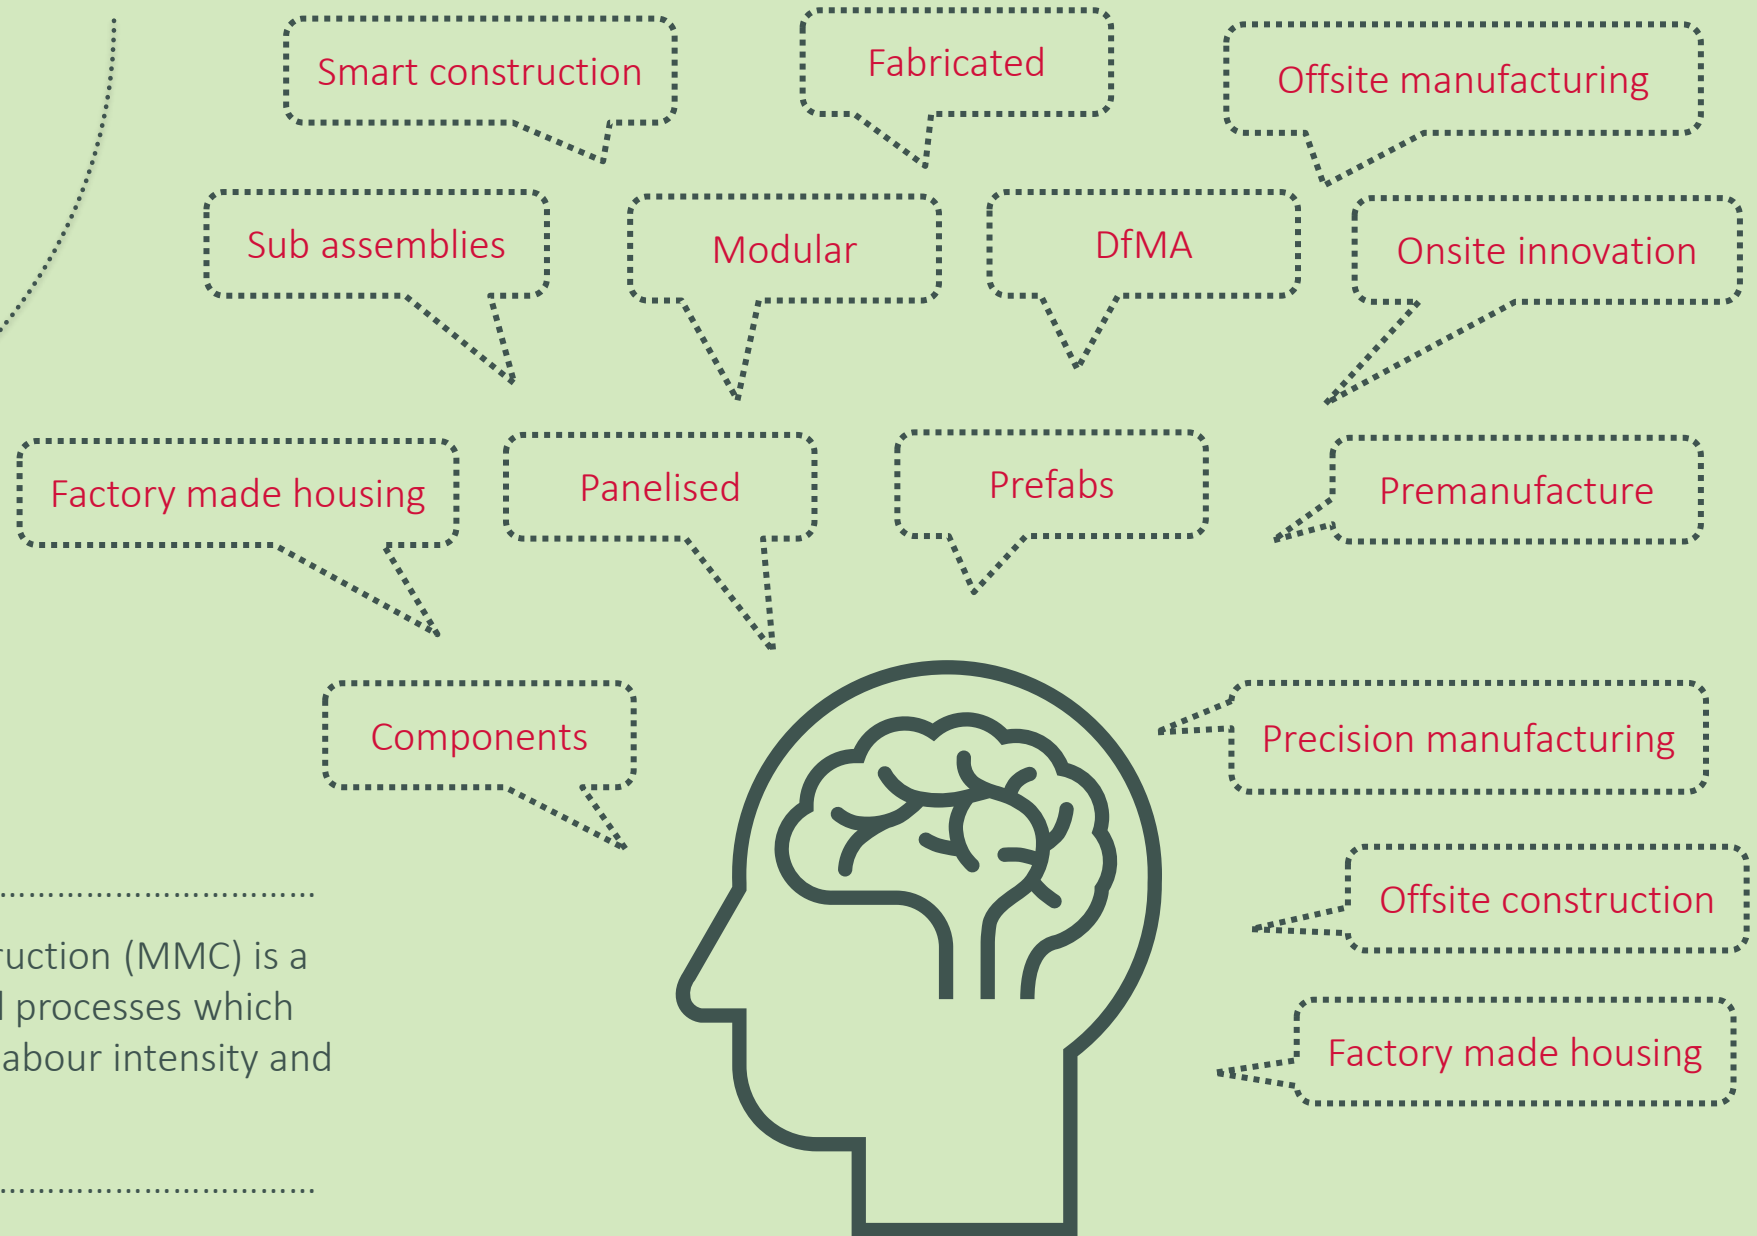 Smart construction
Fabricated
Offsite manufacturing
Sub assemblies
Modular
DfMA
Onsite innovation
Factory made housing
Panelised
Prefabs
Premanufacture
Components
Precision manufacturing
Offsite construction
Factory made housing
ruction (MMC) is a
processes which
abour intensity and